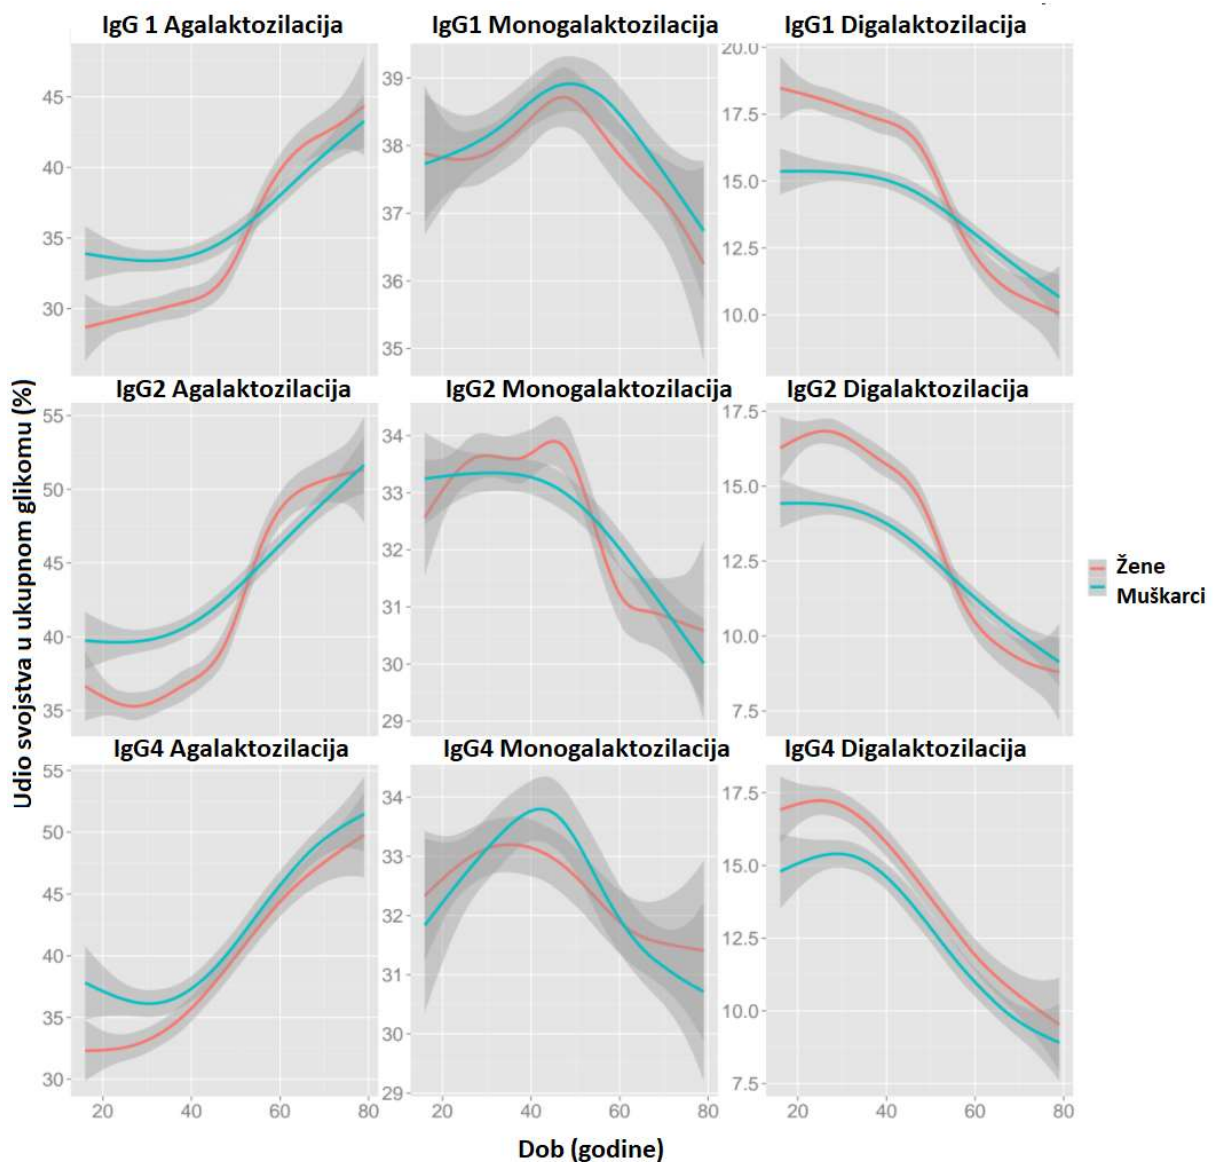 IgG 1 Agalaktozilacija
IgG1 Monogalaktozilacija
IgG1 Digalaktozilacija
45
40
35
30
39
38
37
36
35
20.0
17.5
15.0
12.5
10.0
IgG2 Agalaktozilacija
IgG2 Monogalaktozilacija
IgG2 Digalaktozilacija
55
50
45
40
35
34
33
32
31
30
29
17.5
15.0
12.5
10.0
7.5
IgG4 Agalaktozilacija
IgG4 Monogalaktozilacija
IgG4 Digalaktozilacija
55
50
45
40
35
30
34
33
32
31
30
29
17.5
15.0
12.5
10.0
7.5
20 40 60 80
20 40 60 80
20 40 60 80
Udio svojstva u ukupnom glikomu (%)
Dob (godine)
Žene
Muškarci